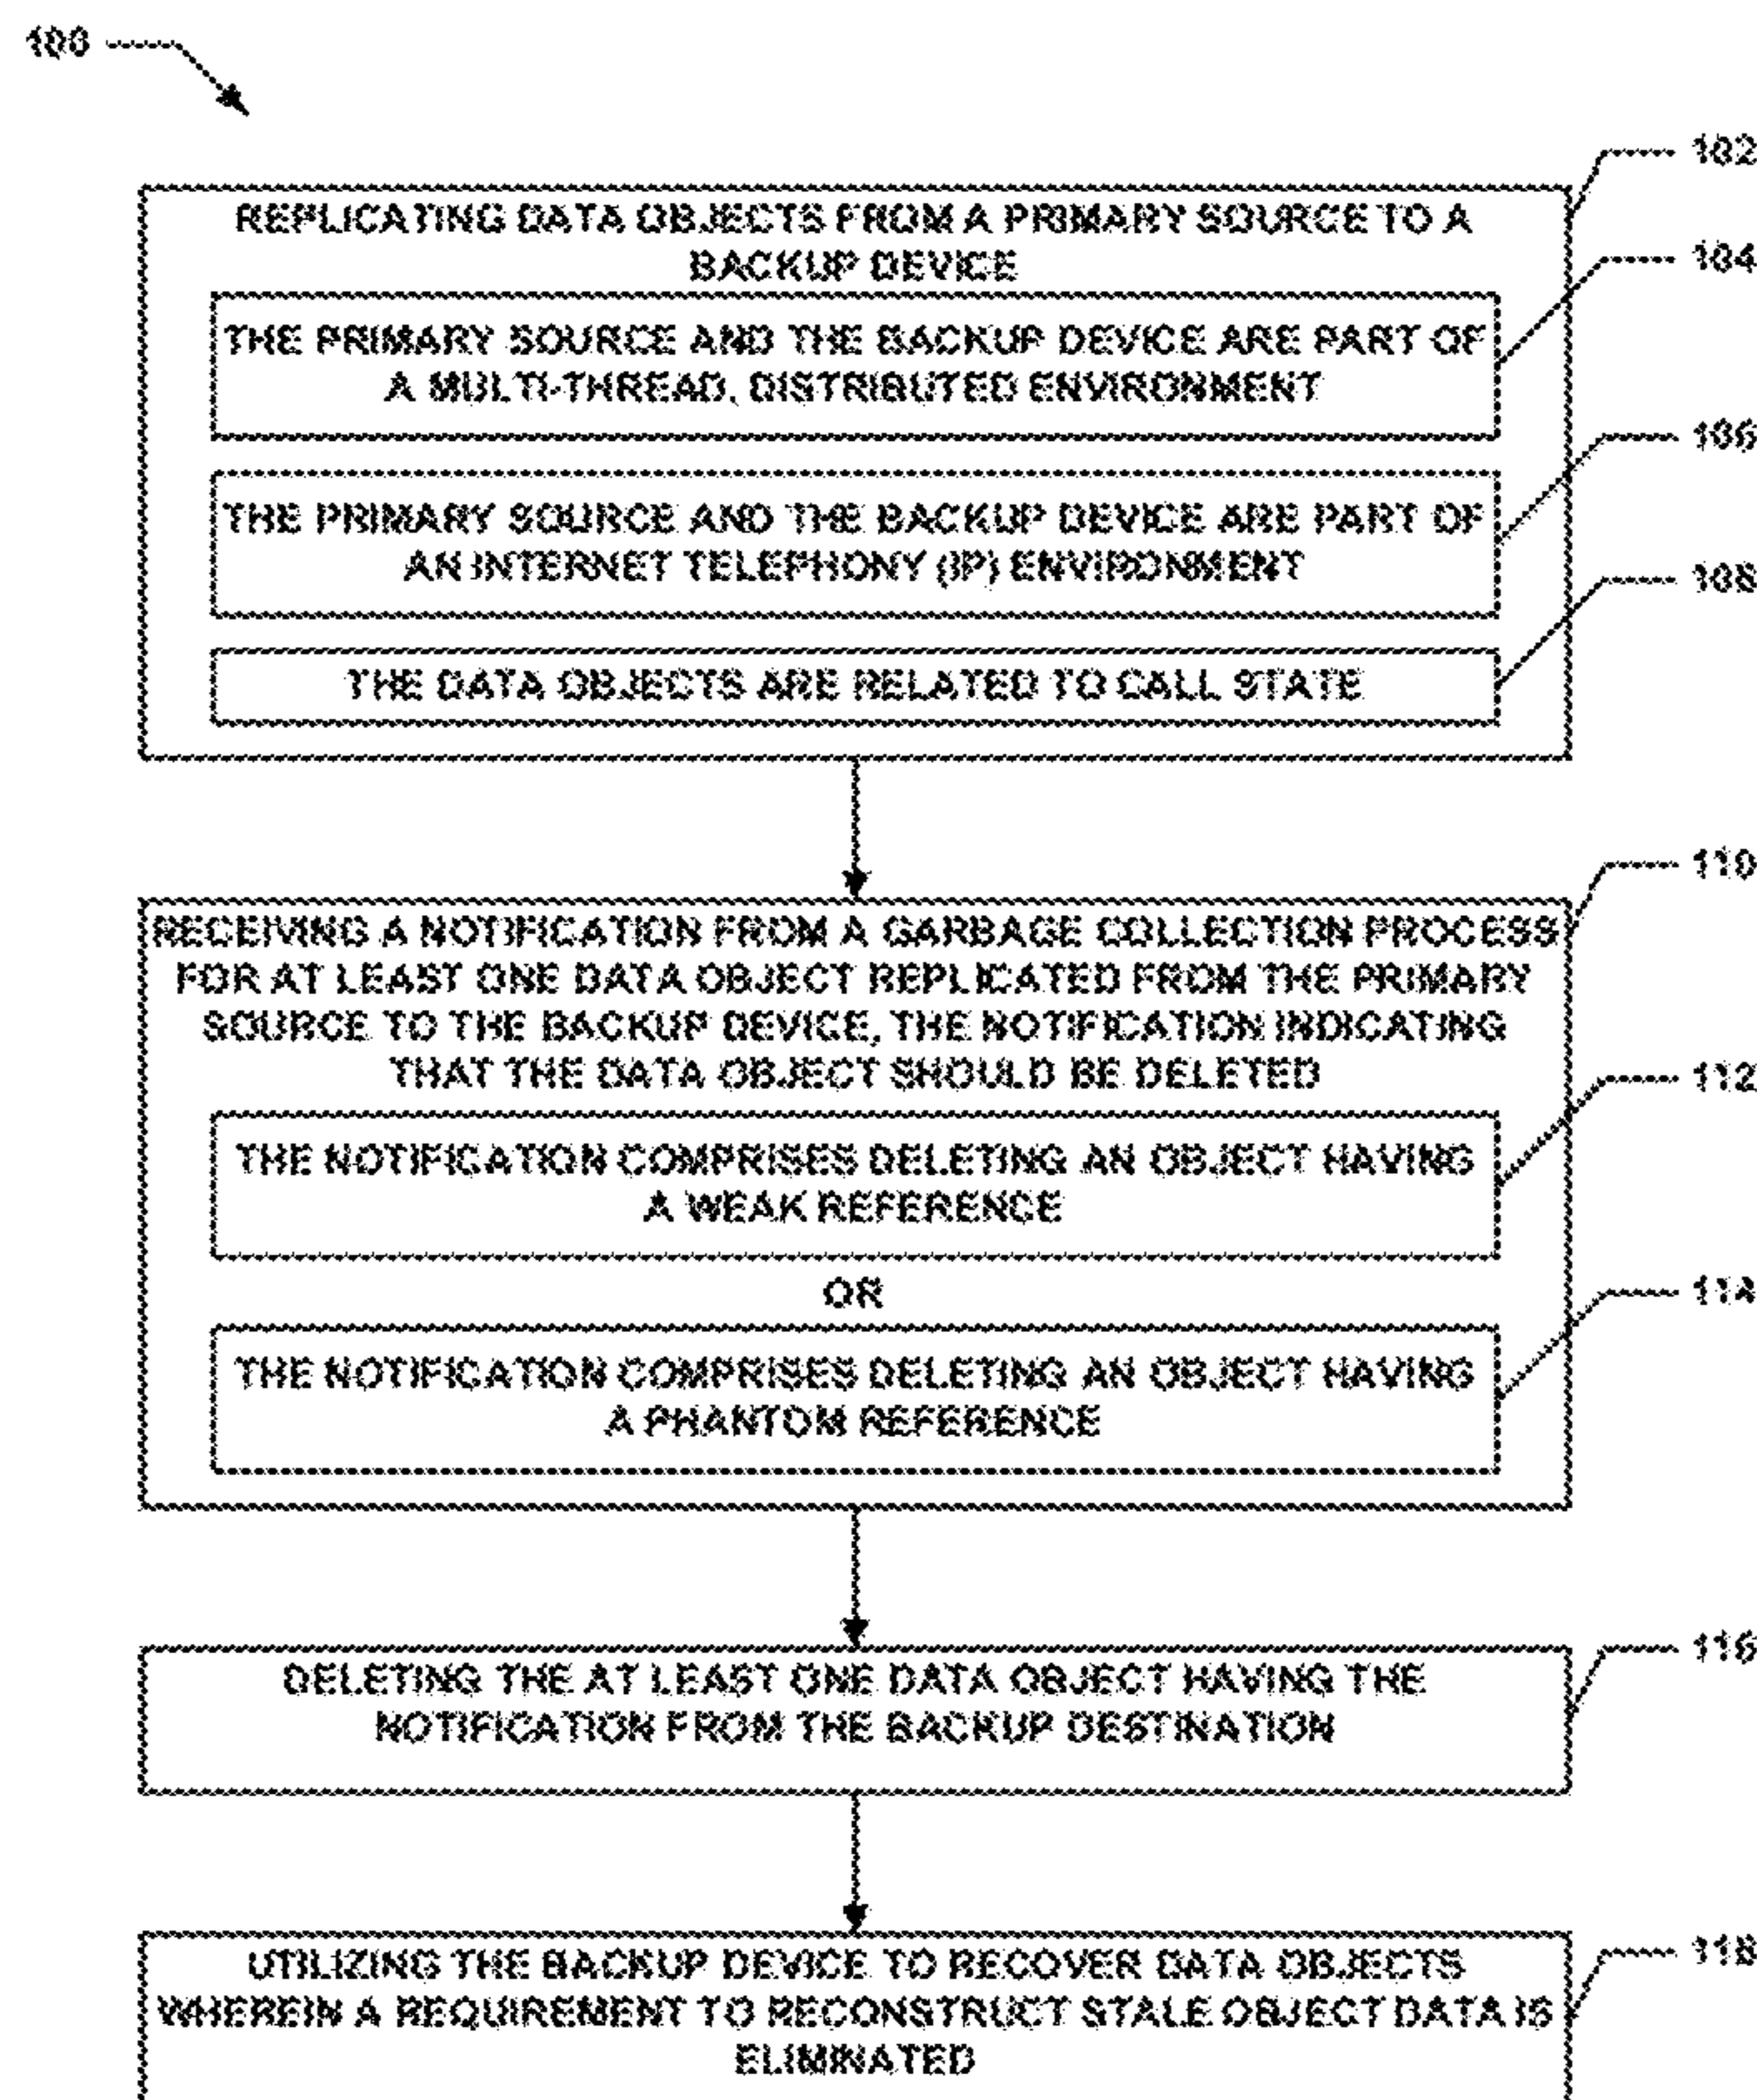 100
102
REPLICATING DATA OBJECTS FROM A PRIMARY SOURCE TO A
BACKUP DEVICE
104
THE PRIMARY SOURCE AND THE BACKUP DEVICE ARE PART OF
A MULTI-THREAD, DISTRIBUTED ENVIRONMENT
106
THE PRIMARY SOURCE AND THE BACKUP DEVICE ARE PART OF
AN INTERNET TELEPHONY (IP) ENVIRONMENT
108
THE DATA OBJECTS ARE RELATED TO CALL STATE
110
RECEIVING A NOTIFICATION FROM A GARBAGE COLLECTION PROCESS
FOR AT LEAST ONE DATA OBJECT REPLICATED FROM THE PRIMARY
SOURCE TO THE BACKUP DEVICE, THE NOTIFICATION INDICATING
THAT THE DATA OBJECT SHOULD BE DELETED
112
THE NOTIFICATION COMPRISES DELETING AN OBJECT HAVING
A WEAK REFERENCE
OR
114
THE NOTIFICATION COMPRISES DELETING AN OBJECT HAVING
A PHANTOM REFERENCE
116
DELETING THE AT LEAST ONE DATA OBJECT HAVING THE
NOTIFICATION FROM THE BACKUP DESTINATION
118
UTILIZING THE BACKUP DEVICE TO RECOVER DATA OBJECTS
WHEREIN A REQUIREMENT TO RECONSTRUCT STALE OBJECT DATA IS
ELIMINATED